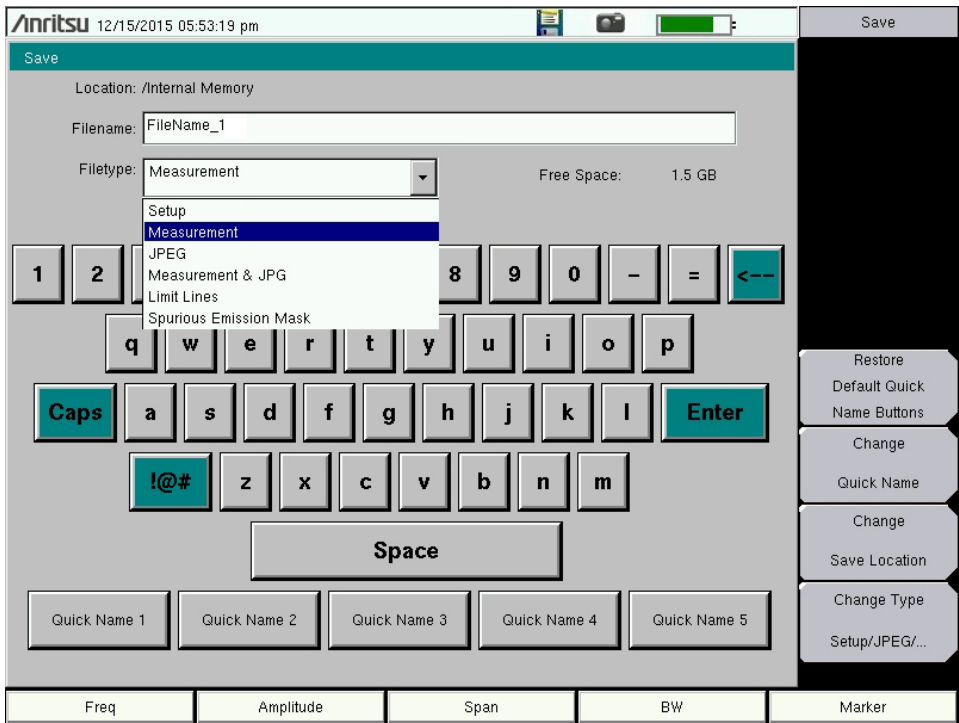 /Inritsu 12/15/2015 05:53:19 pm
Save
Save
Location: /Internal Memory
Filename: FileName_1
Filetype: Measurement
Free Space: 1.5 GB
Setup
Measurement
JPEG
Measurement & JPG
Limit Lines
Spurious Emission Mask
1 2 8 9 0 - = <--
q w e r t y u i o p
Caps a s d f g h j k l Enter
!@# z x c v b n m
Space
Quick Name 1 Quick Name 2 Quick Name 3 Quick Name 4 Quick Name 5
Restore
Default Quick
Name Buttons
Change
Quick Name
Change
Save Location
Change Type
Setup/JPEG/...
Freq Amplitude Span BW Marker